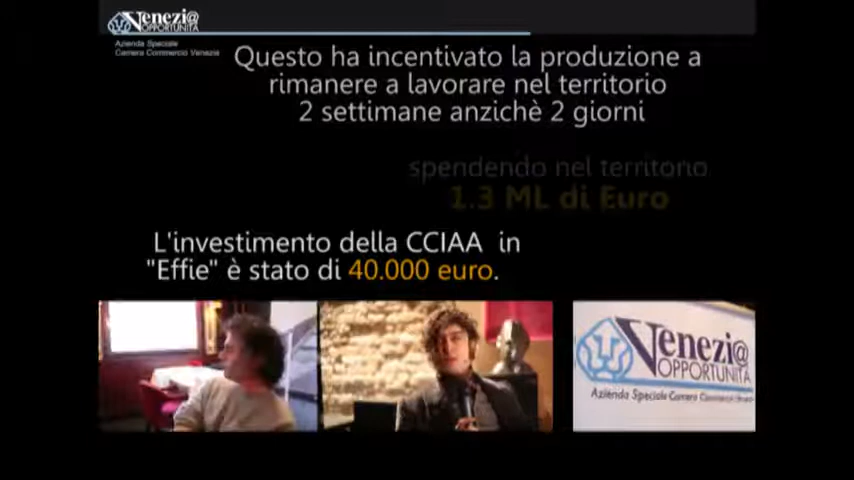 Venezi@
OPPORTUNITÀ
Azienda Speciale
Camera Commercio Venezia
Questo ha incentivato la produzione a
rimanere a lavorare nel territorio
2 settimane anzichè 2 giorni
spendendo nel territorio
1.3 ML di Euro
L'investimento della CCIAA in
"Effie" è stato di 40.000 euro.
Venezi@
OPPORTUNITÀ
Azienda Speciale Camera Commercio